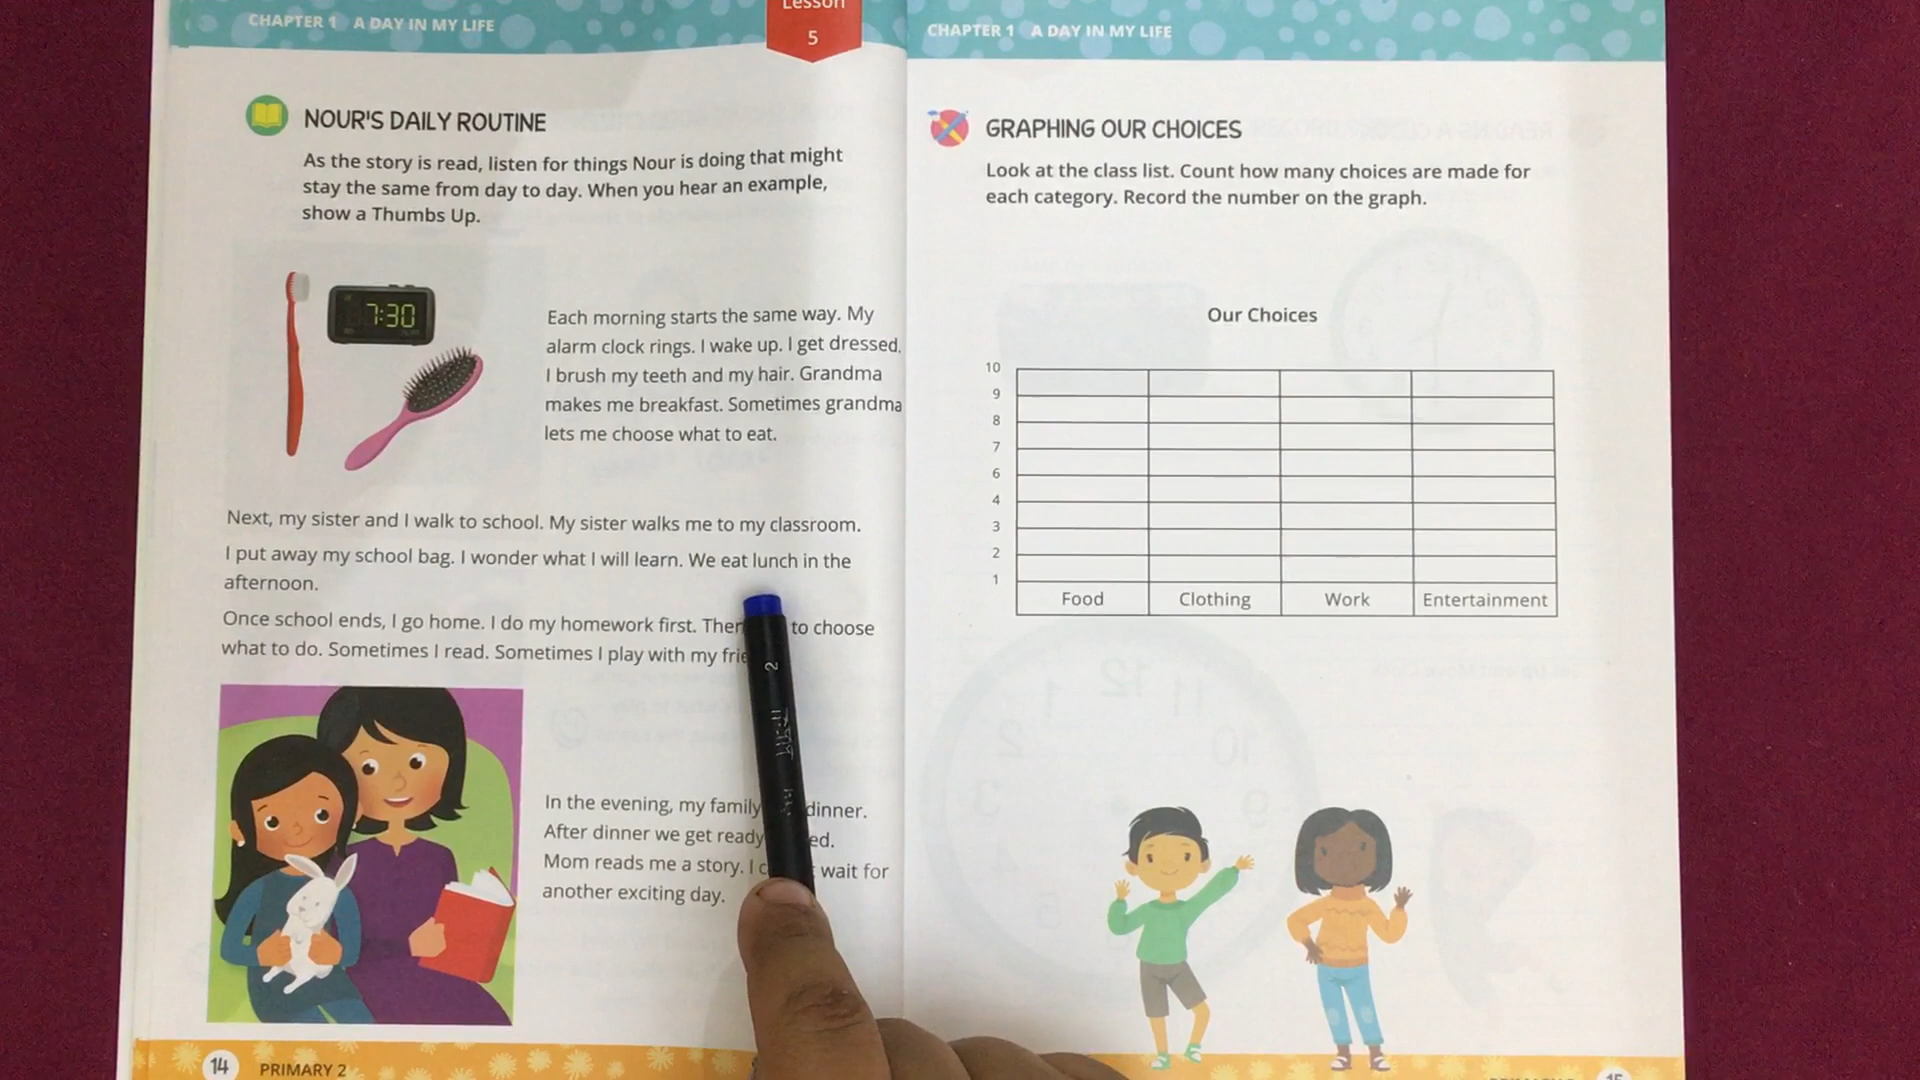 CHAPTER 1 A DAY IN MY LIFE
Lesson
5
NOUR'S DAILY ROUTINE
As the story is read, listen for things Nour is doing that might
stay the same from day to day. When you hear an example,
show a Thumbs Up.
7:30
Each morning starts the same way. My
alarm clock rings. I wake up. I get dressed.
I brush my teeth and my hair. Grandma
makes me breakfast. Sometimes grandma
lets me choose what to eat.
Next, my sister and I walk to school. My sister walks me to my classroom.
I put away my school bag. I wonder what I will learn. We eat lunch in the
afternoon.
Once school ends, I go home. I do my homework first. to choose
what to do. Sometimes I read. Sometimes I play with my
In the evening, my family dinner.
After dinner we get ready
Mom reads me a story. I wait for
another exciting day.
14 PRIMARY 2
2
CHAPTER 1 A DAY IN MY LIFE
GRAPHING OUR CHOICES
Look at the class list. Count how many choices are made for
each category. Record the number on the graph.
Our Choices
10
9
8
7
6
4
3
2
1
Food Clothing Work Entertainment
15